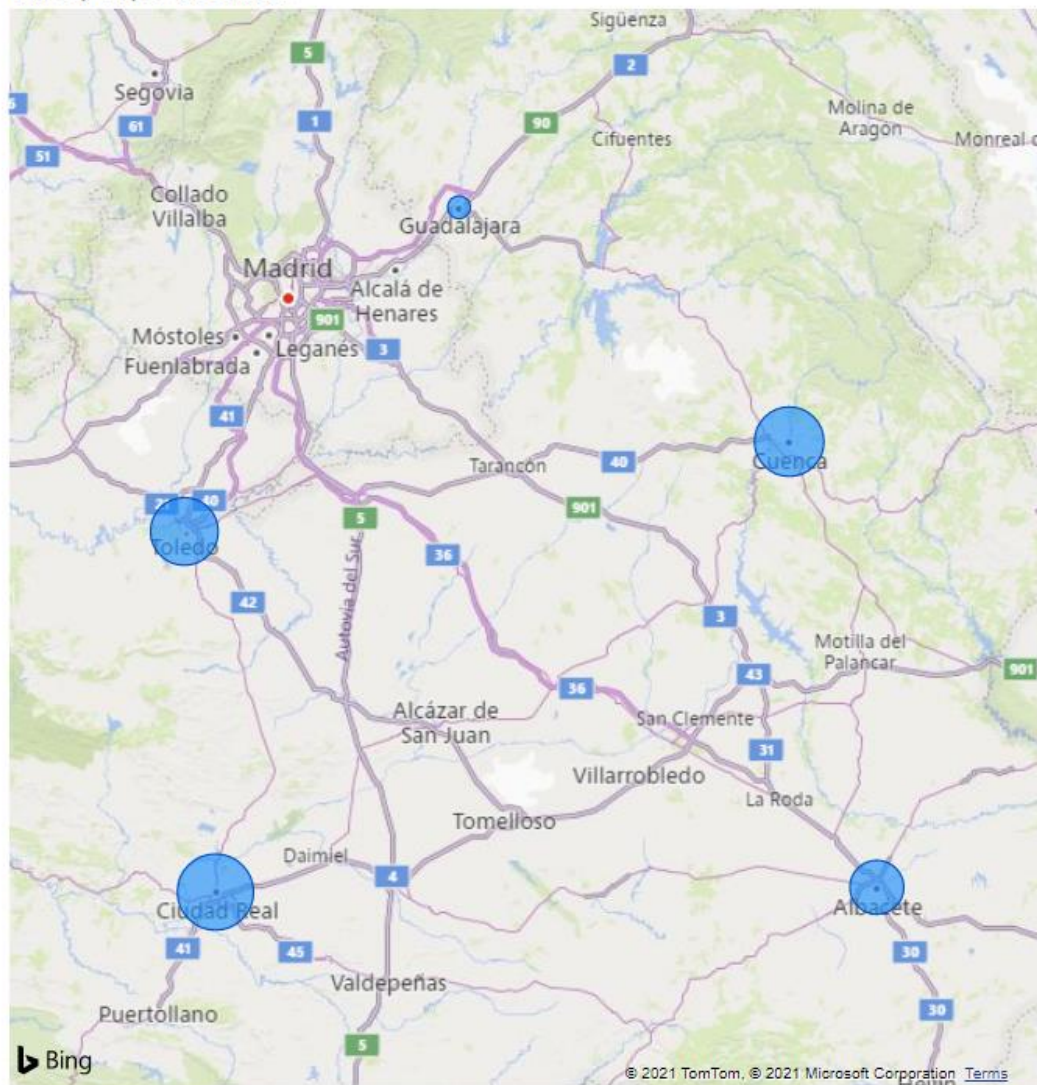 Sigüenza
5
2
Segovia
6
61
1
90
Molina de
Aragón
Cifuentes
51
Collado
Villalba
Guadalajara
Madrid
Alcalá de
Henares
901
Móstoles
Leganés
3
Fuenlabrada
41
Tarancón
40
Cuenca
40
901
5
Toledo
36
Autovía del Sur
42
3
Motilla del
Palancar
43
901
36
Alcázar de
San Juan
San Clemente
31
Villarrobledo
La Roda
Tomelloso
Daimiel
4
Ciudad Real
Albacete
41
45
30
Valdepeñas
Puertollano
30
5
Bing
© 2021 TomTom, © 2021 Microsoft Corporation Terms